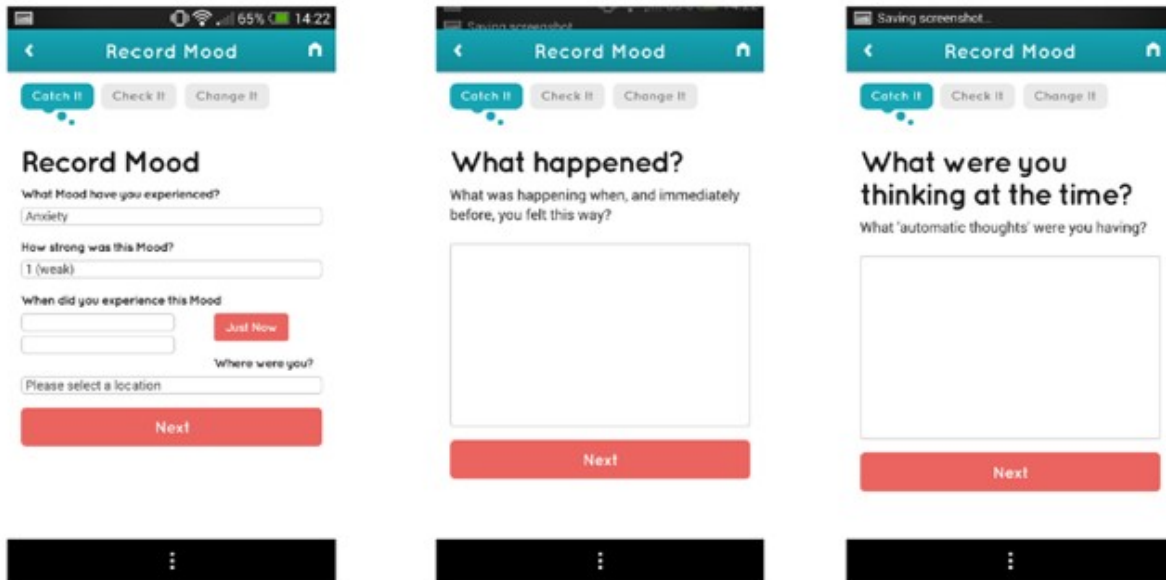 65% 14:22
Record Mood
Catch It Check It Change It
Record Mood
What Mood have you experienced?
Anxiety
How strong was this Mood?
1 (weak)
When did you experience this Mood
Just Now
Where were you?
Please select a location
Next
Saving screenshot...
Record Mood
Catch It Check It Change It
What happened?
What was happening when, and immediately
before, you felt this way?
Next
Saving screenshot...
Record Mood
Catch It Check It Change It
What were you
thinking at the time?
What 'automatic thoughts' were you having?
Next